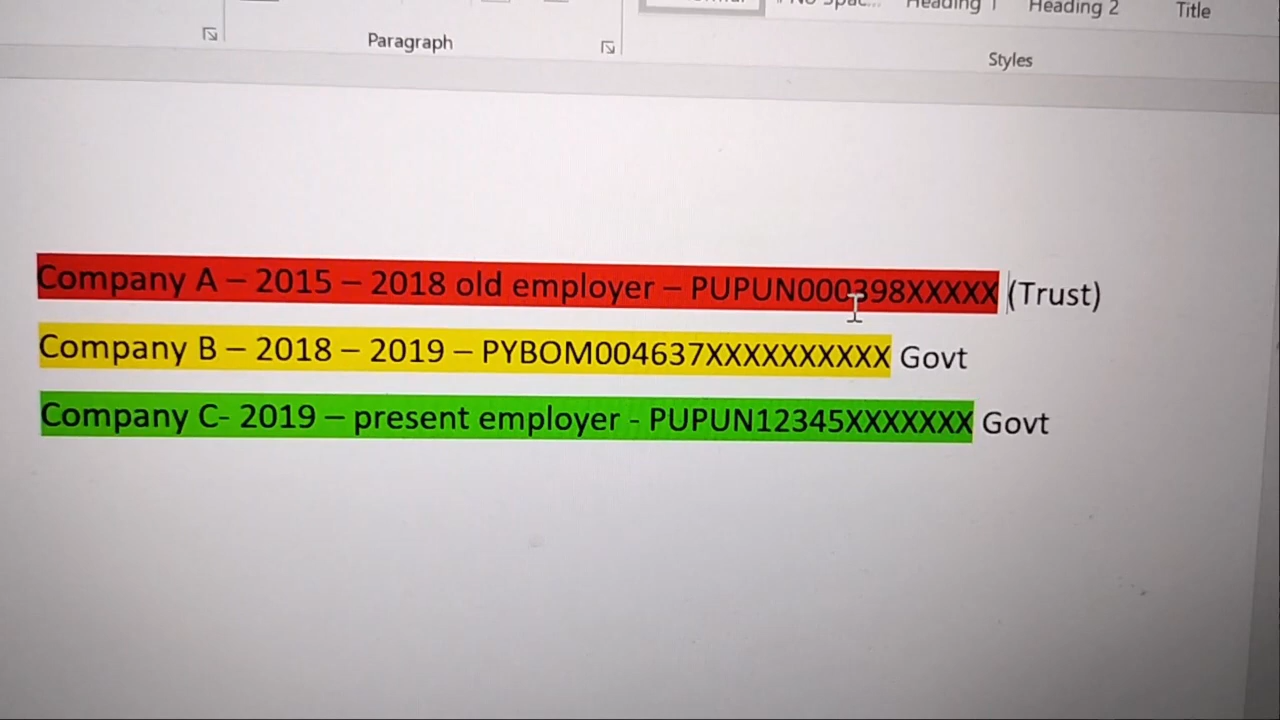 Paragraph
Styles
Heading 1
Heading 2
Title
Company A – 2015 – 2018 old employer – PUPUN000398XXXXX (Trust)
Company B – 2018 – 2019 – PYBOM004637XXXXXXXXXX Govt
Company C- 2019 – present employer - PUPUN12345XXXXXXX Govt